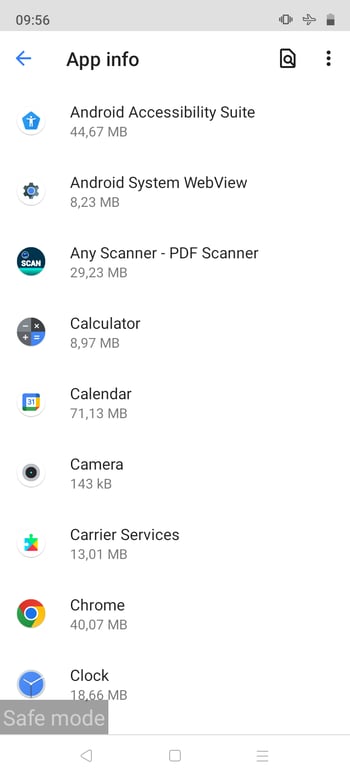 09:56
App info
Android Accessibility Suite
44,67 MB
Android System WebView
8,23 MB
SCAN
Any Scanner - PDF Scanner
29,23 MB
Calculator
8,97 MB
31
Calendar
71,13 MB
Camera
143 kB
Carrier Services
13,01 MB
Chrome
40,07 MB
Clock
18,66 MB
Safe mode